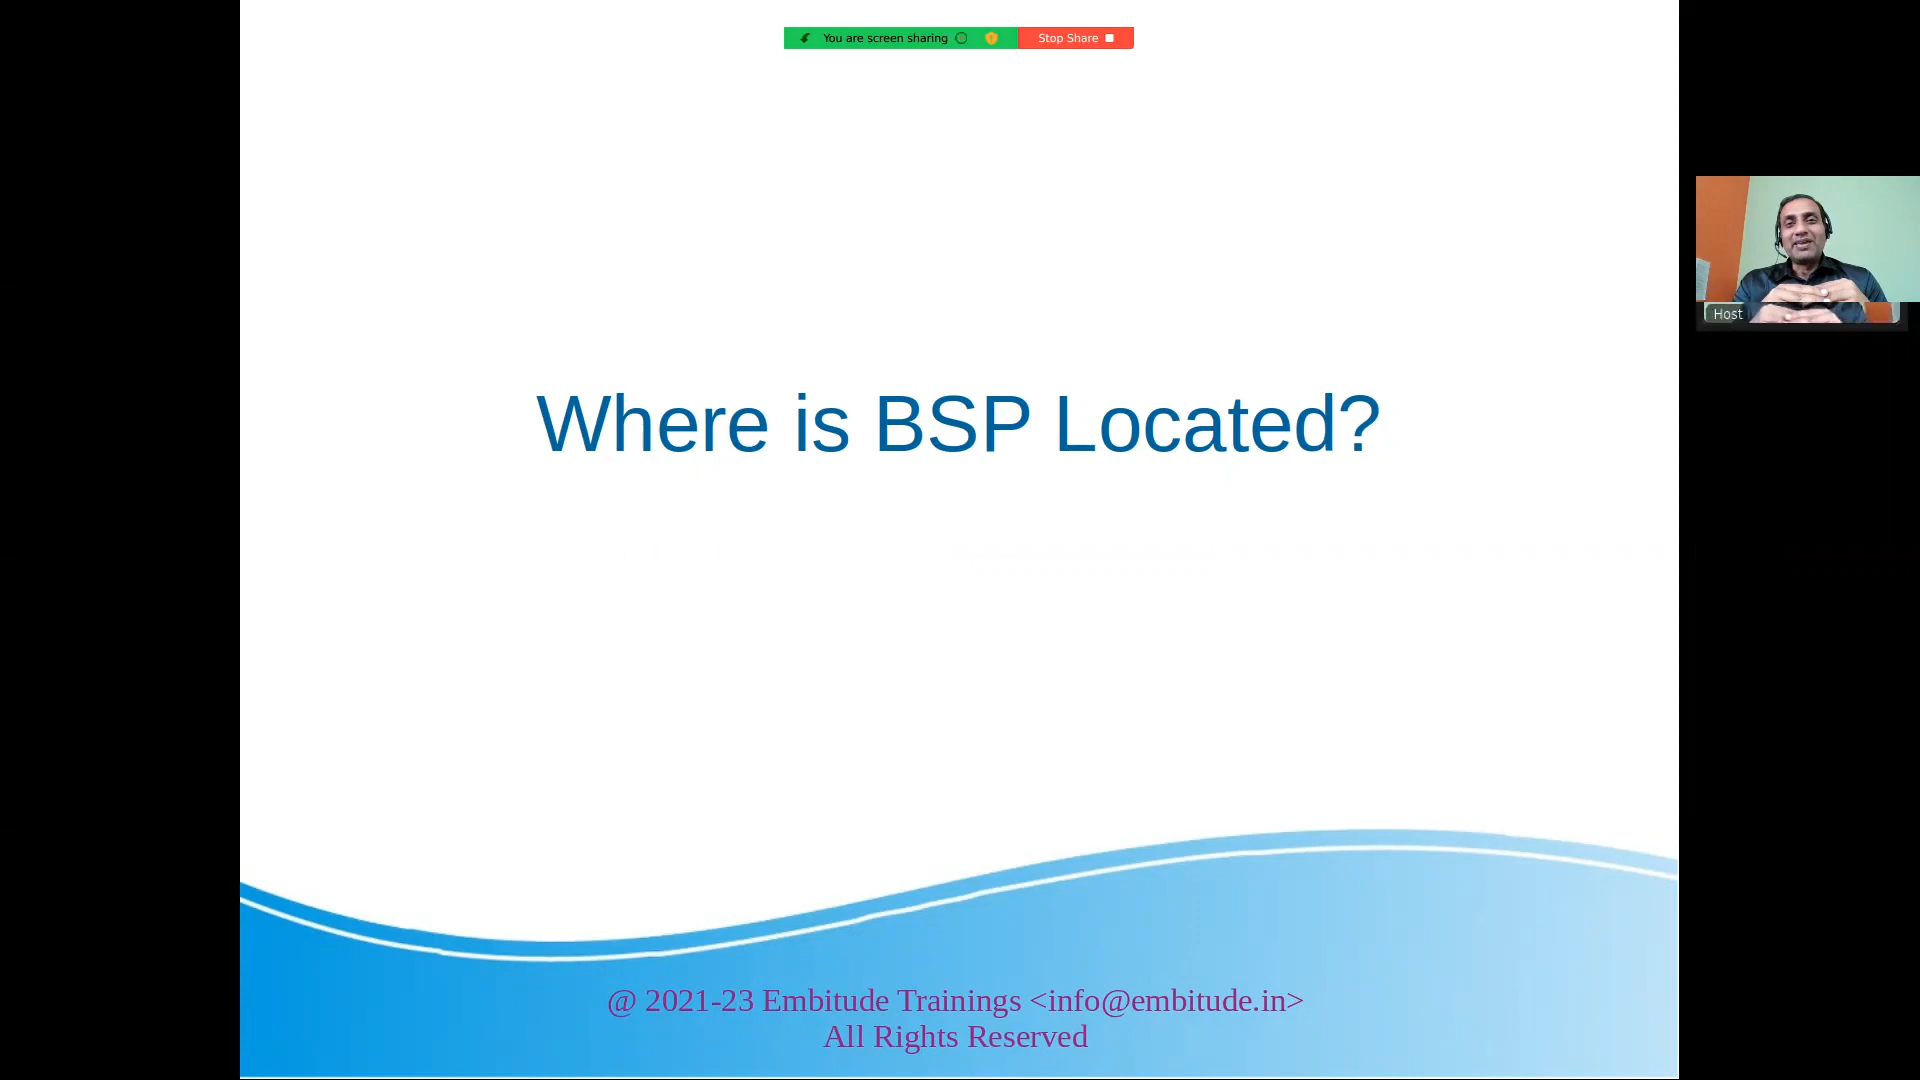 You are screen sharing
Stop Share
Host
Where is BSP Located?
@ 2021-23 Embitude Trainings <info@embitude.in>
All Rights Reserved